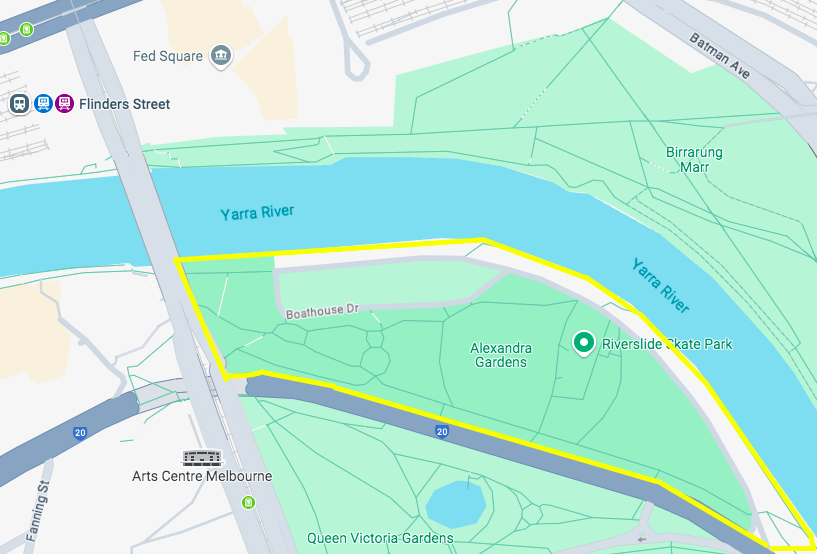 Batman Ave
Fed Square
Flinders Street
Birrarung
Marr
Yarra River
Yarra River
Boathouse Dr
Alexandra
Gardens
Riverslide Skate Park
20
20
Arts Centre Melbourne
Fanning St
Queen Victoria Gardens